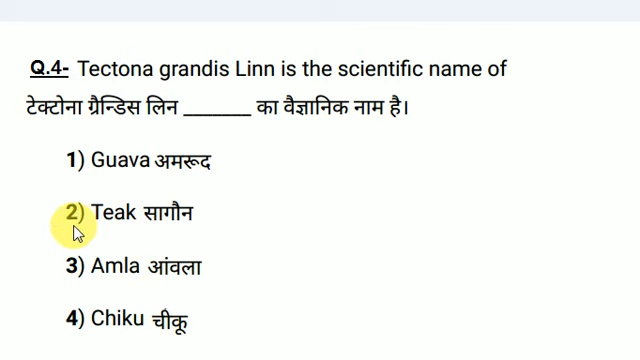 Q.4- Tectona grandis Linn is the scientific name of
टेक्टोना ग्रैन्डिस लिन _______ का वैज्ञानिक नाम है।
1) Guava अमरूद
2) Teak सागौन
3) Amla आंवला
4) Chiku चीकू